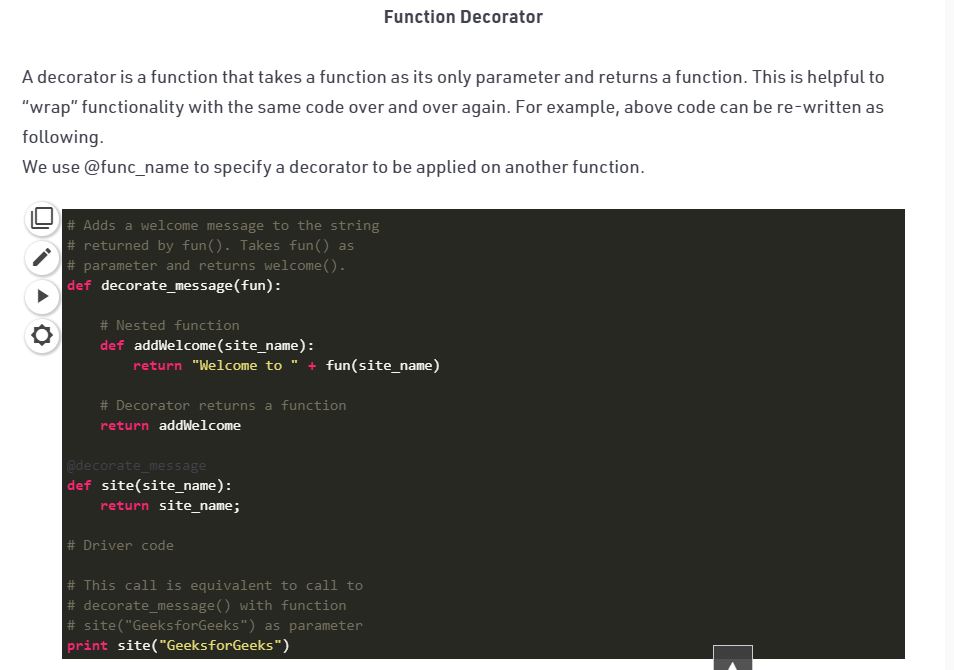 Function Decorator
A decorator is a function that takes a function as its only parameter and returns a function. This is helpful to
“wrap” functionality with the same code over and over again. For example, above code can be re-written as
following.
We use @func_name to specify a decorator to be applied on another function.
# Adds a welcome message to the string
# returned by fun(). Takes fun() as
# parameter and returns welcome().
def decorate_message(fun):
    # Nested function
    def addWelcome(site_name):
        return "Welcome to " + fun(site_name)
    # Decorator returns a function
    return addWelcome
@decorate_message
def site(site_name):
    return site_name;
# Driver code
# This call is equivalent to call to
# decorate_message() with function
# site("GeeksforGeeks") as parameter
print site("GeeksforGeeks")